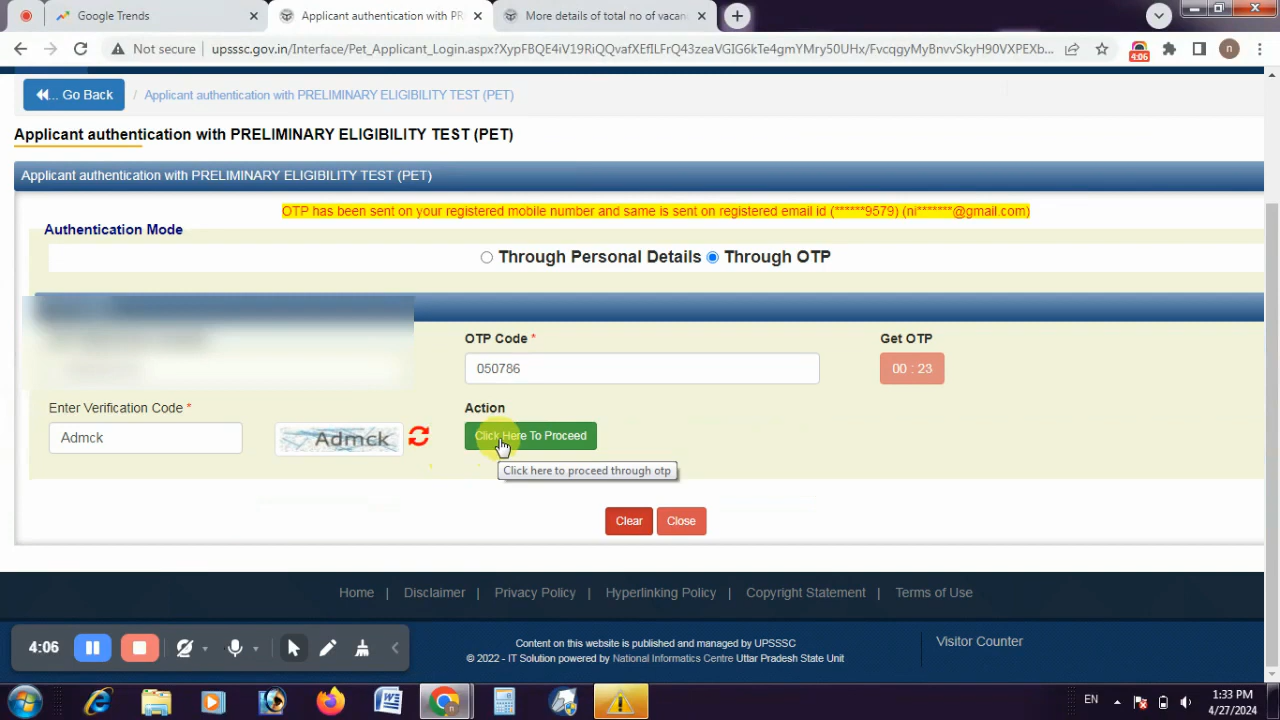 Google Trends
Applicant authentication with PR
More details of total no of vacan
Not secure
upsssc.gov.in/Interface/Pet_Applicant_Login.aspx?
4:06
n
... Go Back / Applicant authentication with PRELIMINARY ELIGIBILITY TEST (PET)
Applicant authentication with PRELIMINARY ELIGIBILITY TEST (PET)
Applicant authentication with PRELIMINARY ELIGIBILITY TEST (PET)
OTP has been sent on your registered mobile number and same is sent on registered email id (******9579) (ni*******@gmail.com)
Authentication Mode
Through Personal Details Through OTP
OTP Code * Get OTP
050786 00 : 23
Enter Verification Code * Action
Admck Admck Click Here To Proceed
Click here to proceed through otp
Clear Close
Home | Disclaimer | Privacy Policy | Hyperlinking Policy | Copyright Statement | Terms of Use
Content on this website is published and managed by UPSSSC
© 2022 - IT Solution powered by National Informatics Centre Uttar Pradesh State Unit
Visitor Counter
4:06
EN
1:33 PM
4/27/2024